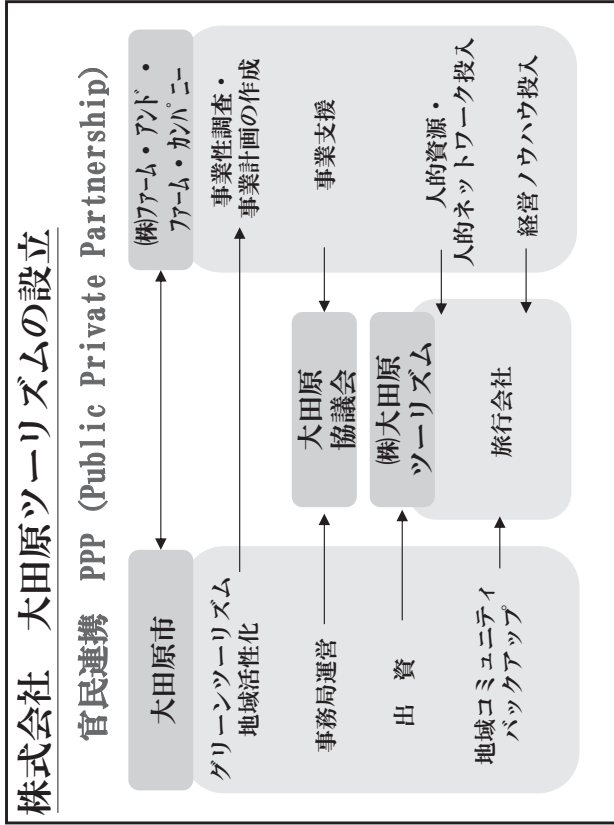 株式会社 大田原ツーリズムの設立
官民連携 PPP (Public Private Partnership)
大田原市
グリーンツーリズム
地域活性化
事務局運営
出 資
地域コミュニティ
バックアップ
大田原
協議会
㈱大田原
ツーリズム
旅行会社
㈱ファーム・アンド・
ファーム・カンパニー
事業性調査・
事業計画の作成
事業支援
人的資源・
人的ネットワーク投入
経営ノウハウ投入